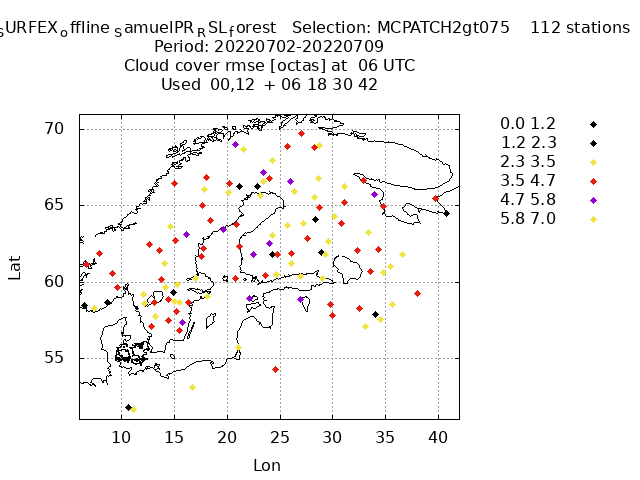 SURFEX_offline_SamuelPR_RSL_forest   Selection: MCPATCH2gt075    112 stations
Period: 20220702-20220709
Cloud cover rmse [octas] at  06 UTC
Used  00,12  + 06 18 30 42
0.0 1.2
1.2 2.3
2.3 3.5
3.5 4.7
4.7 5.8
5.8 7.0
70
65
60
55
Lat
10 15 20 25 30 35 40
Lon